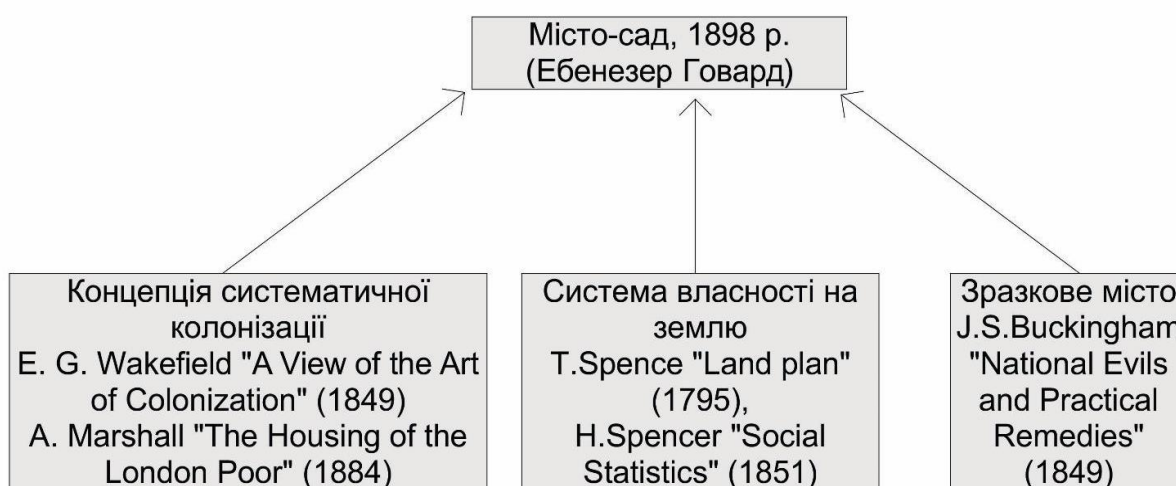 Місто-сад, 1898 р.
(Ебенезер Говард)
Концепція систематичної
колонізації
E. G. Wakefield "A View of the Art
of Colonization" (1849)
A. Marshall "The Housing of the
London Poor" (1884)
Система власності на
землю
T.Spence "Land plan"
(1795),
H.Spencer "Social
Statistics" (1851)
Зразкове місто
J.S.Buckingham
"National Evils
and Practical
Remedies"
(1849)